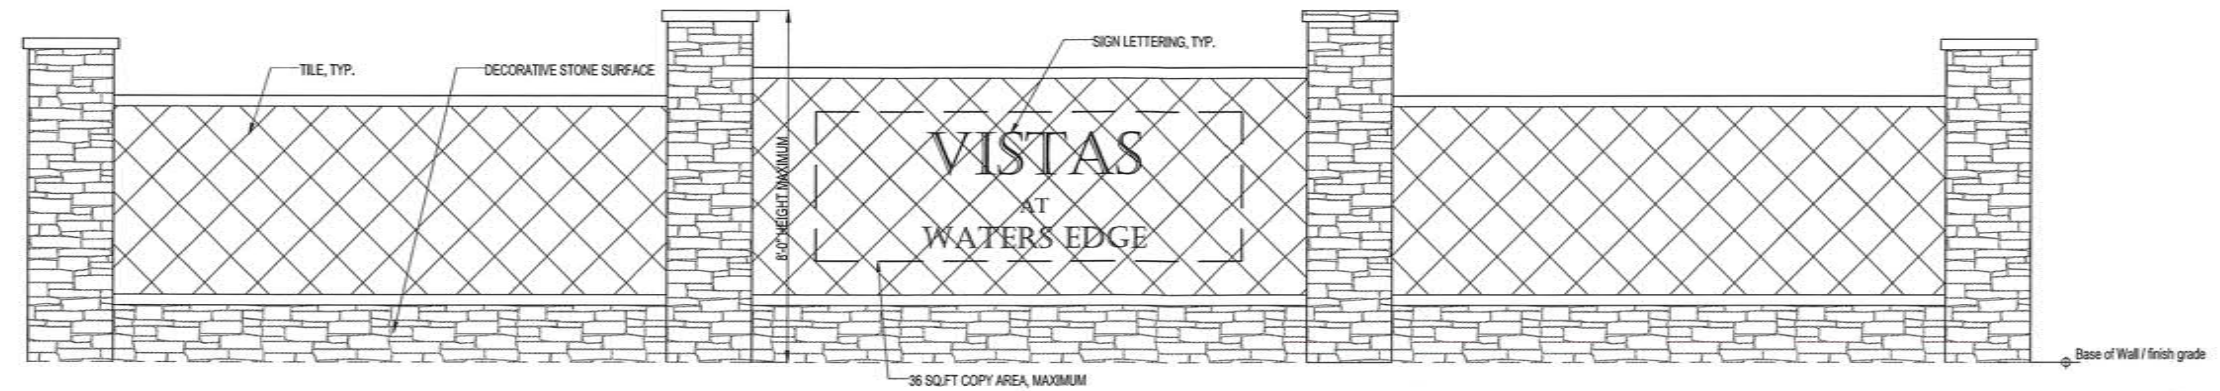 SIGN LETTERING, TYP.
TILE, TYP.
DECORATIVE STONE SURFACE
8'-0" HEIGHT MAXIMUM
VISTAS
AT
WATERS EDGE
Base of Wall / finish grade
36 SQ.FT COPY AREA, MAXIMUM